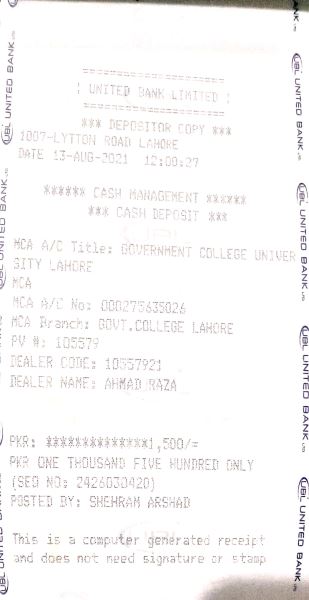 ====================
| UNITED BANK LIMITED |
====================
*** DEPOSITOR COPY ***
1007-LYTTON ROAD LAHORE
DATE 13-AUG-2021 12:00:27
****** CASH MANAGEMENT ******
*** CASH DEPOSIT ***
MCA A/C Title: GOVERNMENT COLLEGE UNIVER
SITY LAHORE
MCA
MCA A/C No: 000275635026
MCA Branch: GOVT.COLLEGE LAHORE
PV #: 105579
DEALER CODE: 10557921
DEALER NAME: AHMAD RAZA
PKR: **************1,500/=
PKR ONE THOUSAND FIVE HUNDRED ONLY
(SEQ NO: 2426030420)
POSTED BY: SHEHRAM ARSHAD
This is a computer generated receipt
and does not need signature or stamp
UBL UNITED BANK
UBL UNITED BANK
UBL UNITED BANK
UBL UNITED BANK
UBL UNITED BANK
UBL UNITED BANK
UBL UNITED BANK